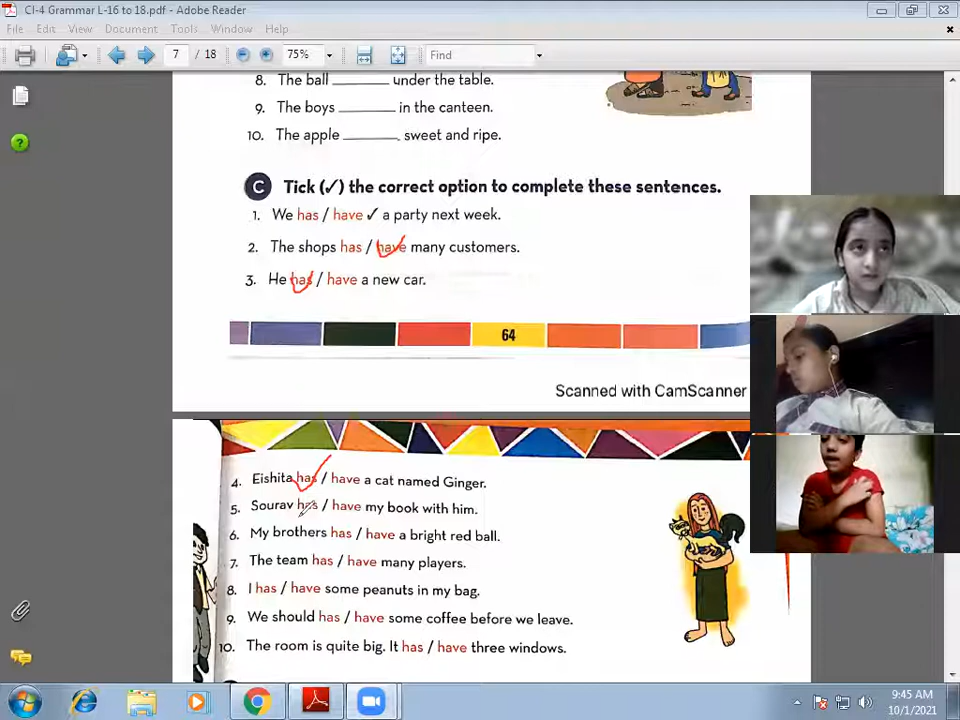 Cl-4 Grammar L-16 to 18.pdf - Adobe Reader
File Edit View Document Tools Window Help
7 / 18 75% Find
8. The ball ________ under the table.
9. The boys ________ in the canteen.
10. The apple ________ sweet and ripe.
C Tick (✓) the correct option to complete these sentences.
1. We has / have ✓ a party next week.
2. The shops has / have many customers.
3. He has / have a new car.
64
Scanned with CamScanner
4. Eishita has / have a cat named Ginger.
5. Sourav has / have my book with him.
6. My brothers has / have a bright red ball.
7. The team has / have many players.
8. I has / have some peanuts in my bag.
9. We should has / have some coffee before we leave.
10. The room is quite big. It has / have three windows.
9:45 AM
10/1/2021